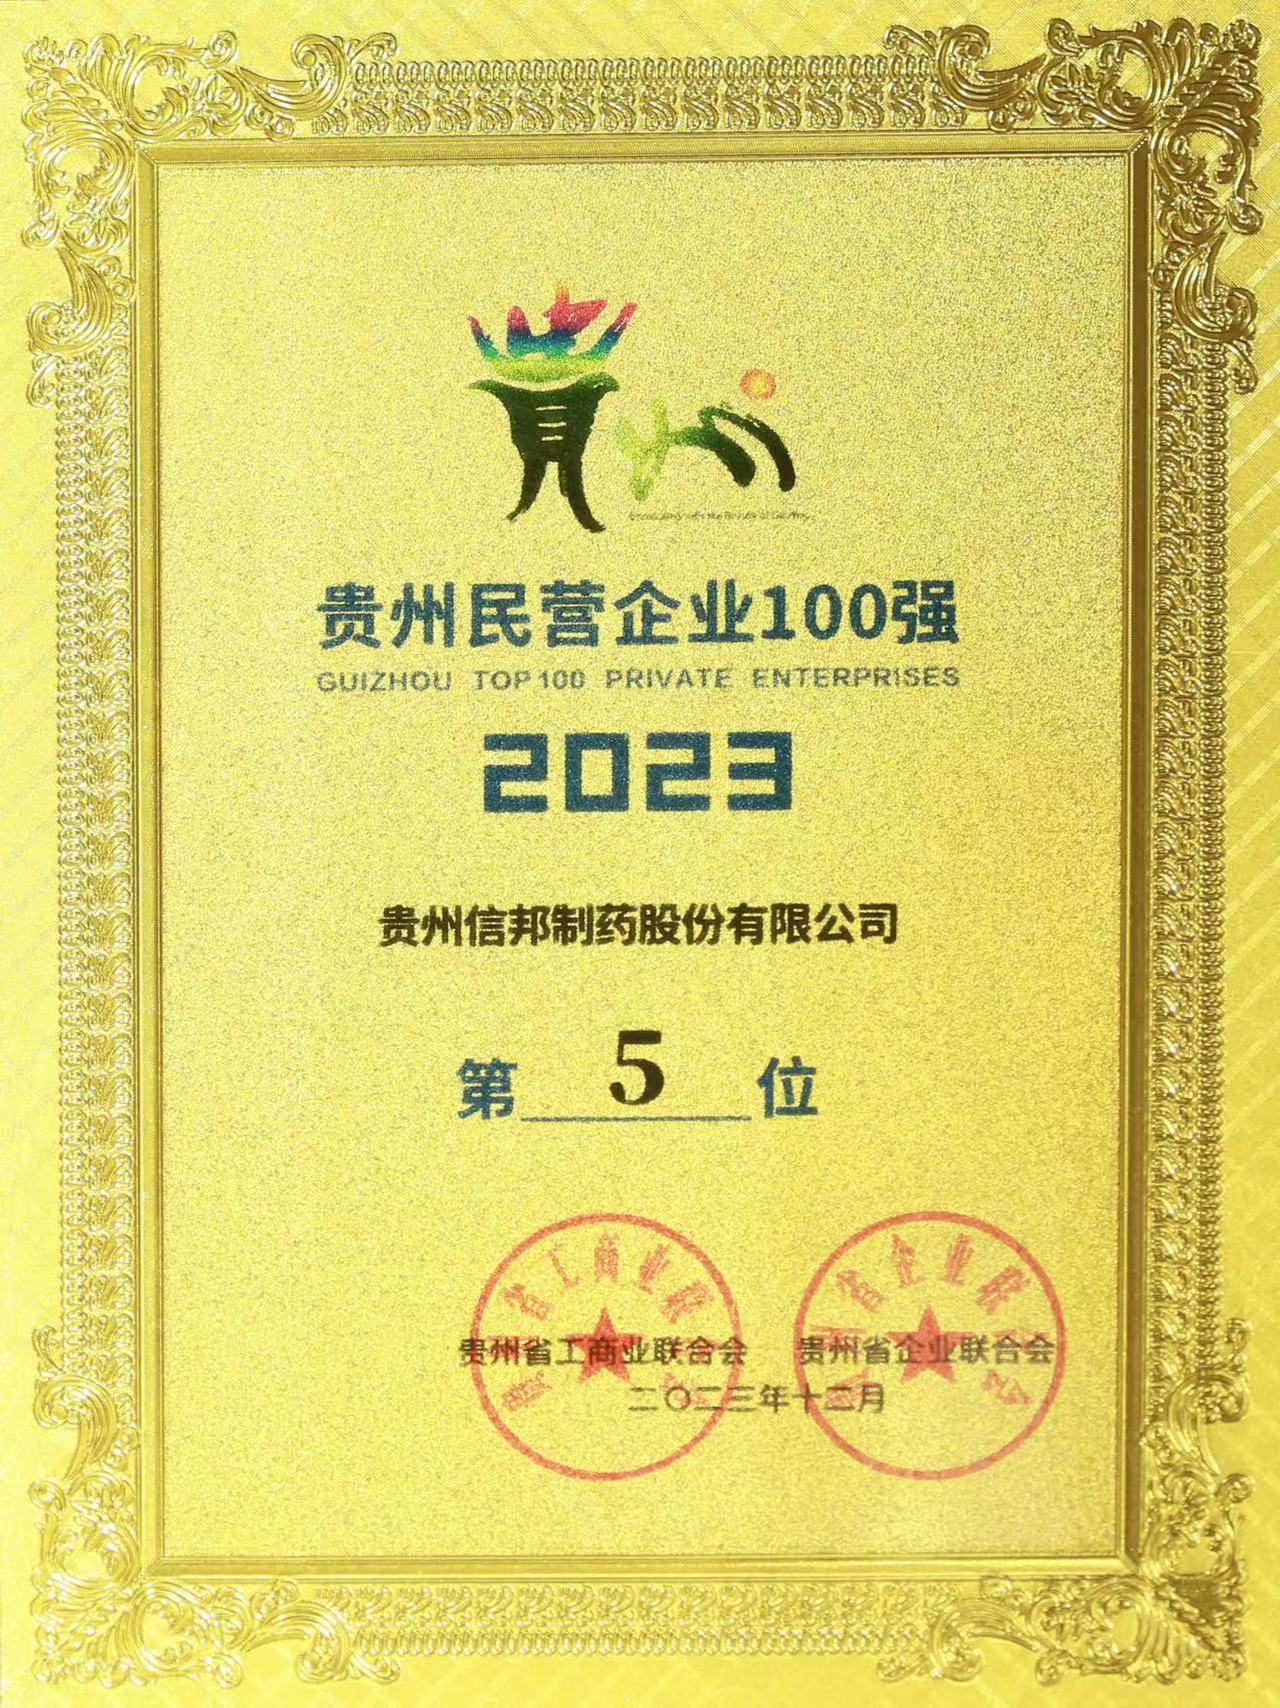 贵州
贵州民营企业100强
GUIZHOU TOP100 PRIVATE ENTERPRISES
2023
贵州信邦制药股份有限公司
第 5 位
贵州省工商业联合会 贵州省企业联合会
二〇二三年十二月